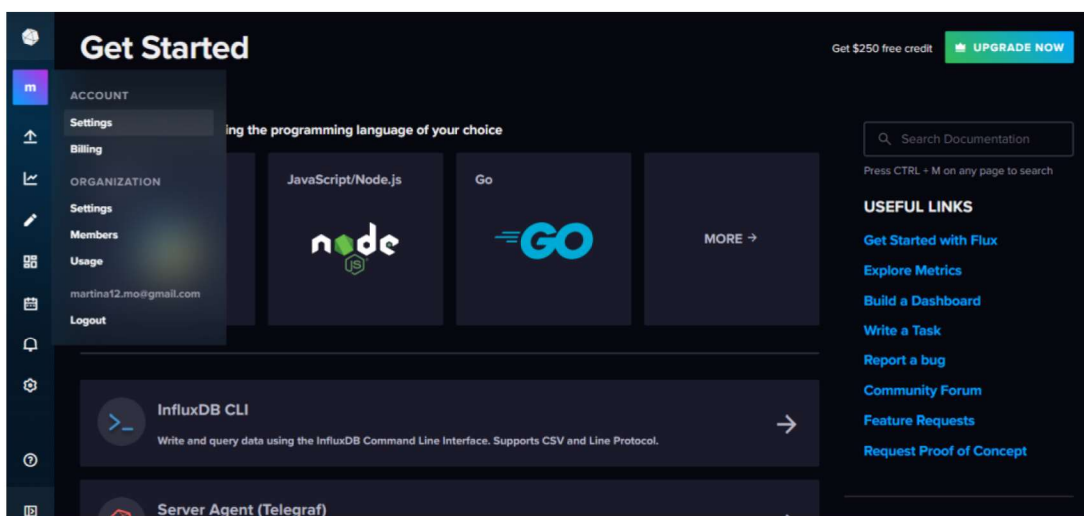 Get Started
Get $250 free credit
UPGRADE NOW
m
ACCOUNT
Settings
Billing
ORGANIZATION
Settings
Members
Usage
martina12.mo@gmail.com
Logout
ing the programming language of your choice
JavaScript/Node.js
node
JS
Go
GO
MORE →
Search Documentation
Press CTRL + M on any page to search
USEFUL LINKS
Get Started with Flux
Explore Metrics
Build a Dashboard
Write a Task
Report a bug
Community Forum
Feature Requests
Request Proof of Concept
InfluxDB CLI
Write and query data using the InfluxDB Command Line Interface. Supports CSV and Line Protocol.
Server Agent (Telegraf)